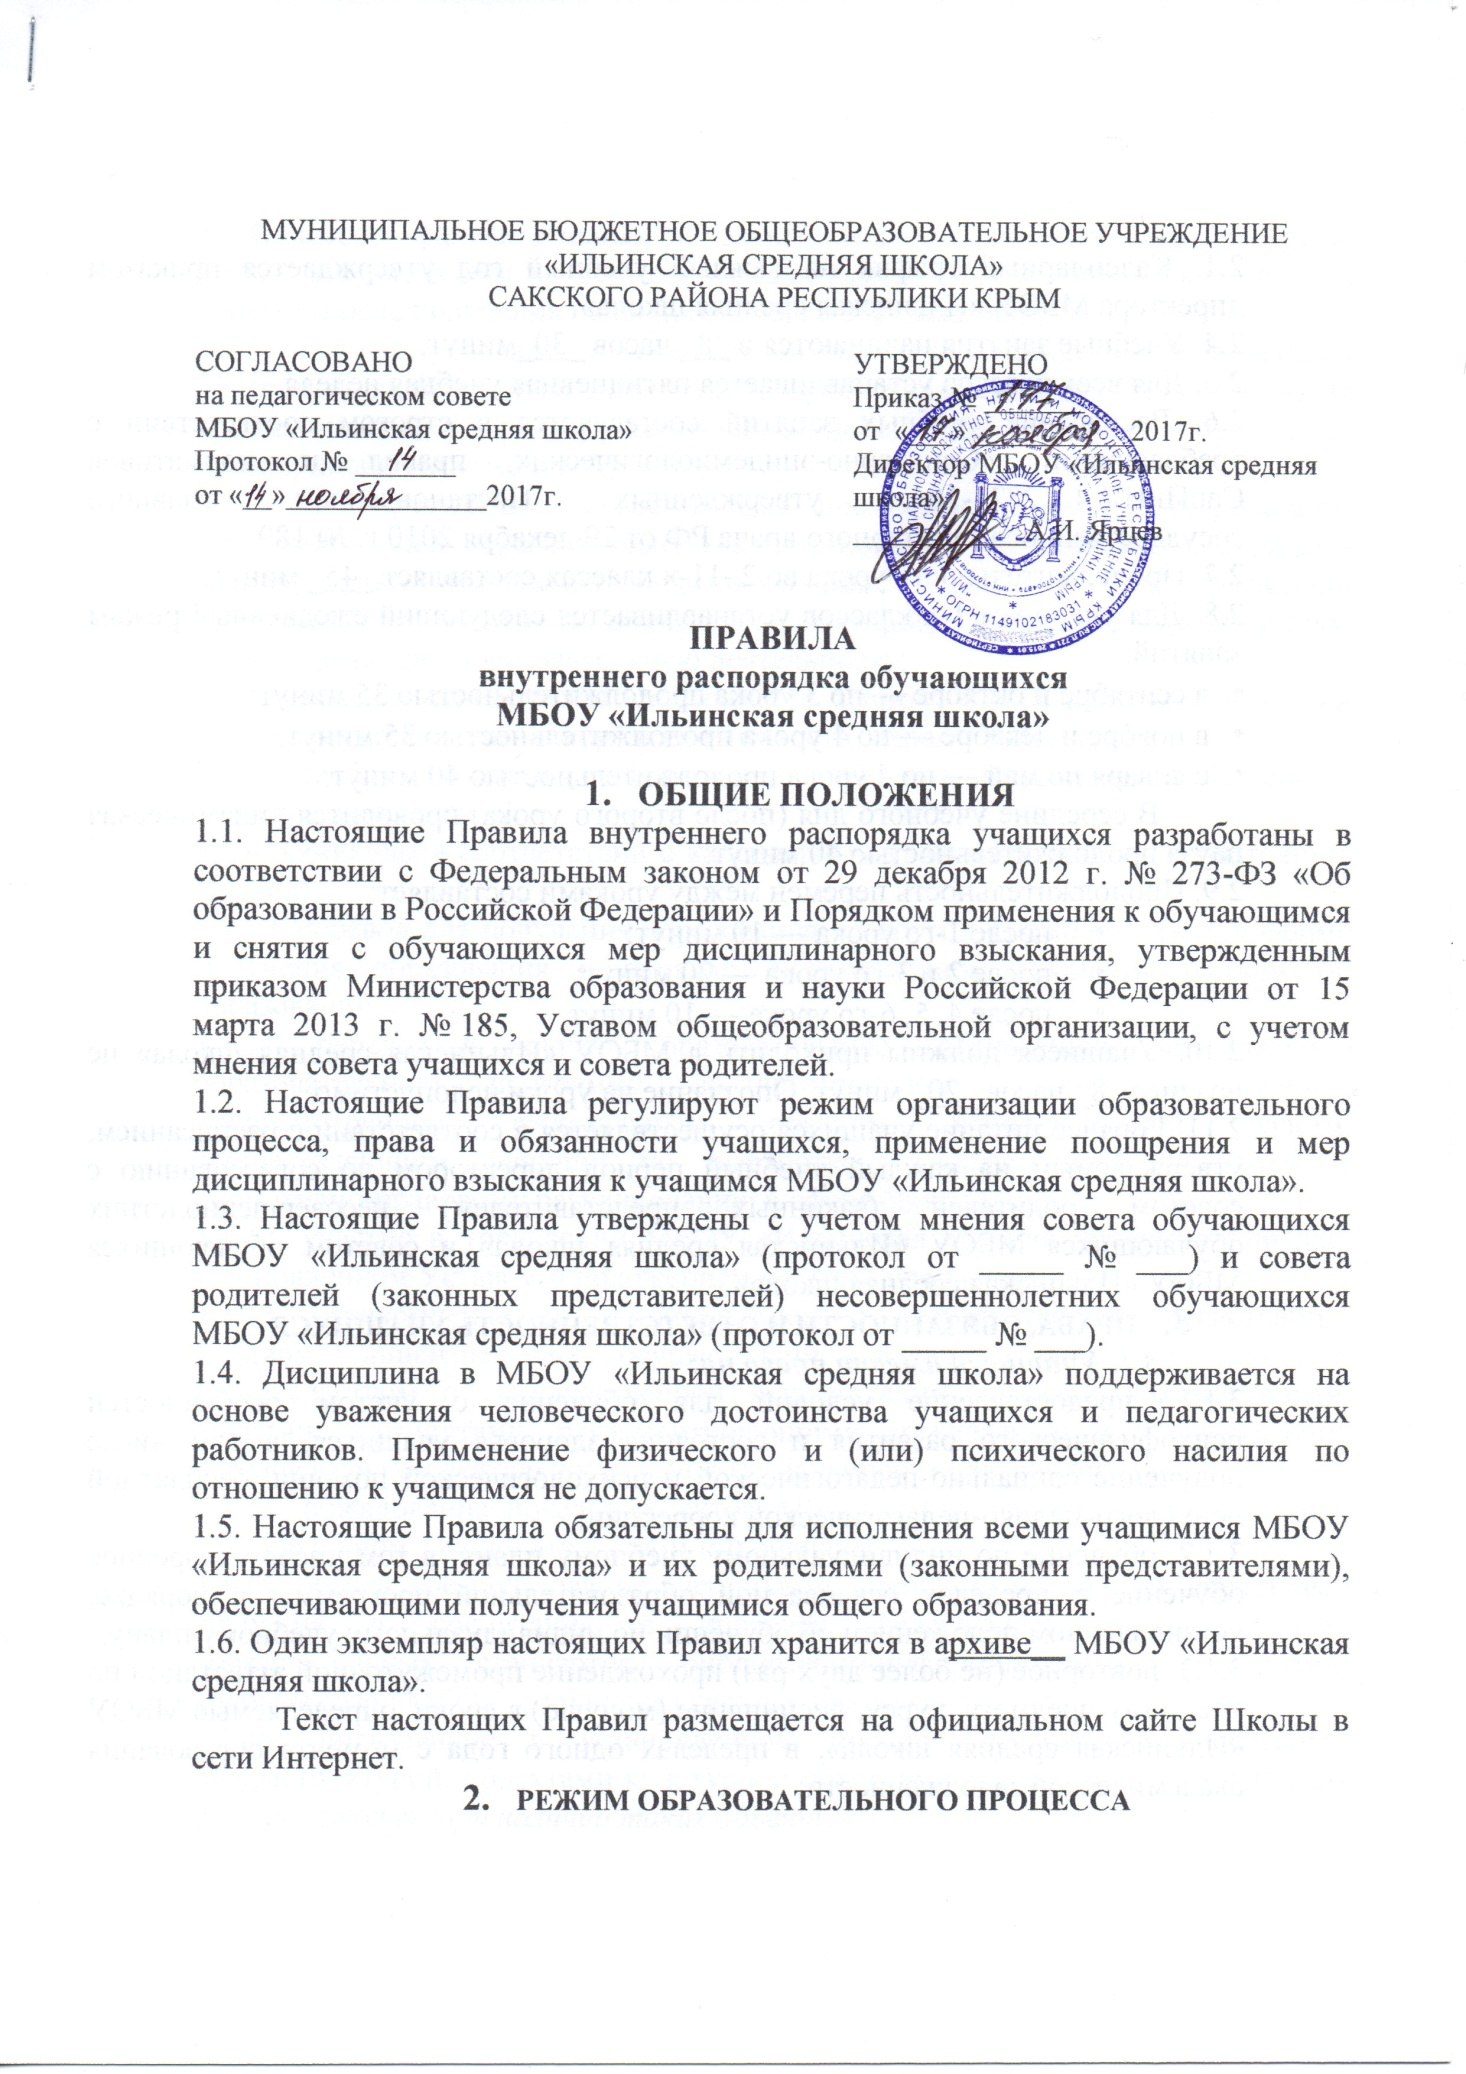 МУНИЦИПАЛЬНОЕ БЮДЖЕТНОЕ ОБЩЕОБРАЗОВАТЕЛЬНОЕ УЧРЕЖДЕНИЕ
«ИЛЬИНСКАЯ СРЕДНЯЯ ШКОЛА»
САКСКОГО РАЙОНА РЕСПУБЛИКИ КРЫМ
СОГЛАСОВАНО
на педагогическом совете
МБОУ «Ильинская средняя школа»
Протокол № 14
от «14» ноября 2017г.
УТВЕРЖДЕНО
Приказ №
от « » ноября 2017г.
Директор МБОУ «Ильинская средняя
школа»
А.И. Ярцев
ОГРН 1149102183031
ПРАВИЛА
внутреннего распорядка обучающихся
МБОУ «Ильинская средняя школа»
1. ОБЩИЕ ПОЛОЖЕНИЯ
1.1. Настоящие Правила внутреннего распорядка учащихся разработаны в
соответствии с Федеральным законом от 29 декабря 2012 г. № 273-ФЗ «Об
образовании в Российской Федерации» и Порядком применения к обучающимся
и снятия с обучающихся мер дисциплинарного взыскания, утвержденным
приказом Министерства образования и науки Российской Федерации от 15
марта 2013 г. № 185, Уставом общеобразовательной организации, с учетом
мнения совета учащихся и совета родителей.
1.2. Настоящие Правила регулируют режим организации образовательного
процесса, права и обязанности учащихся, применение поощрения и мер
дисциплинарного взыскания к учащимся МБОУ «Ильинская средняя школа».
1.3. Настоящие Правила утверждены с учетом мнения совета обучающихся
МБОУ «Ильинская средняя школа» (протокол от _____ № ___) и совета
родителей (законных представителей) несовершеннолетних обучающихся
МБОУ «Ильинская средняя школа» (протокол от _____ № ___).
1.4. Дисциплина в МБОУ «Ильинская средняя школа» поддерживается на
основе уважения человеческого достоинства учащихся и педагогических
работников. Применение физического и (или) психического насилия по
отношению к учащимся не допускается.
1.5. Настоящие Правила обязательны для исполнения всеми учащимися МБОУ
«Ильинская средняя школа» и их родителями (законными представителями),
обеспечивающими получения учащимися общего образования.
1.6. Один экземпляр настоящих Правил хранится в архиве__ МБОУ «Ильинская
средняя школа».
Текст настоящих Правил размещается на официальном сайте Школы в
сети Интернет.
2. РЕЖИМ ОБРАЗОВАТЕЛЬНОГО ПРОЦЕССА